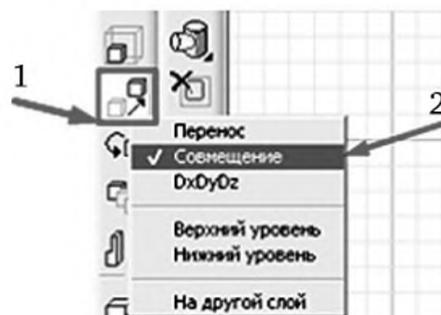 1
2
Перенос
✓ Совмещение
DxDyDz
Верхний уровень
Нижний уровень
На другой слой